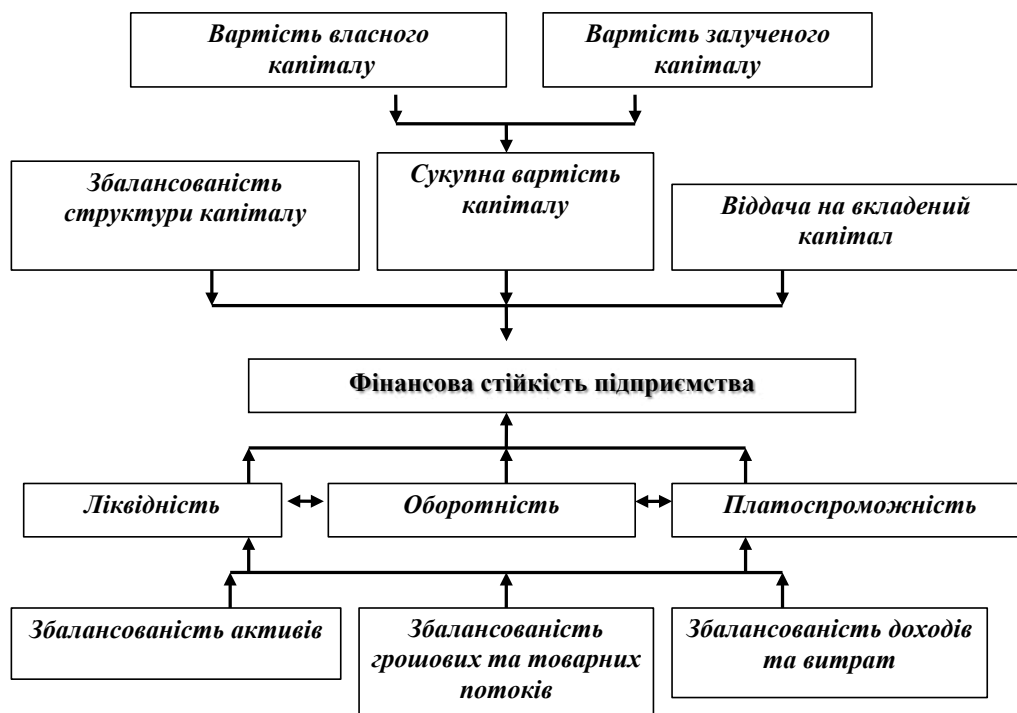 Вартість власного
капіталу
Вартість залученого
капіталу
Збалансованість
структури капіталу
Сукупна вартість
капіталу
Віддача на вкладений
капітал
Фінансова стійкість підприємства
Ліквідність
Оборотність
Платоспроможність
Збалансованість активів
Збалансованість
грошових та товарних
потоків
Збалансованість доходів
та витрат